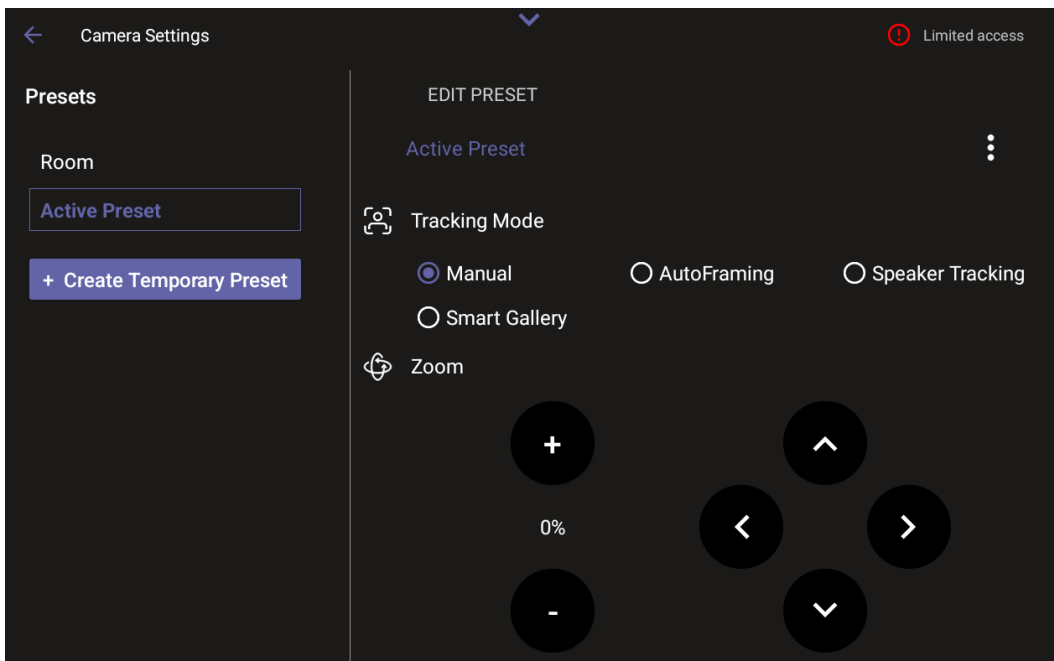 Camera Settings
Limited access
Presets
Room
Active Preset
+ Create Temporary Preset
EDIT PRESET
Active Preset
Tracking Mode
Manual
AutoFraming
Speaker Tracking
Smart Gallery
Zoom
+
0%
-